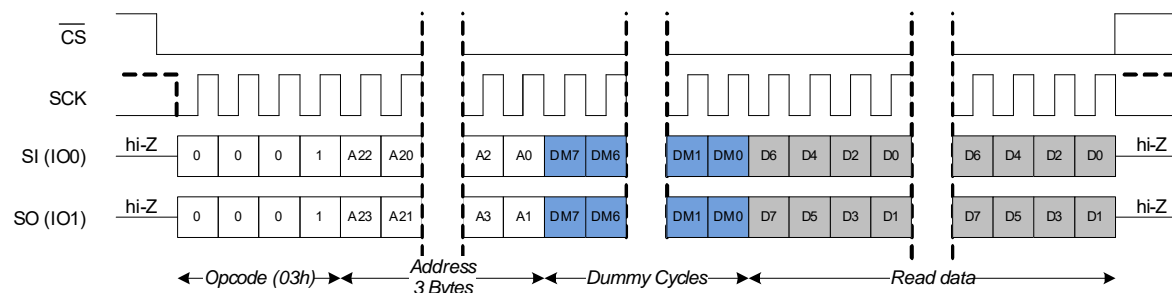 CS
SCK
hi-Z
SI (IO0) 0 0 0 1 A22 A20 A2 A0 DM7 DM6 DM1 DM0 D6 D4 D2 D0 D6 D4 D2 D0 hi-Z
hi-Z
SO (IO1) 0 0 0 1 A23 A21 A3 A1 DM7 DM6 DM1 DM0 D7 D5 D3 D1 D7 D5 D3 D1 hi-Z
Opcode (03h) Address Dummy Cycles Read data
3 Bytes